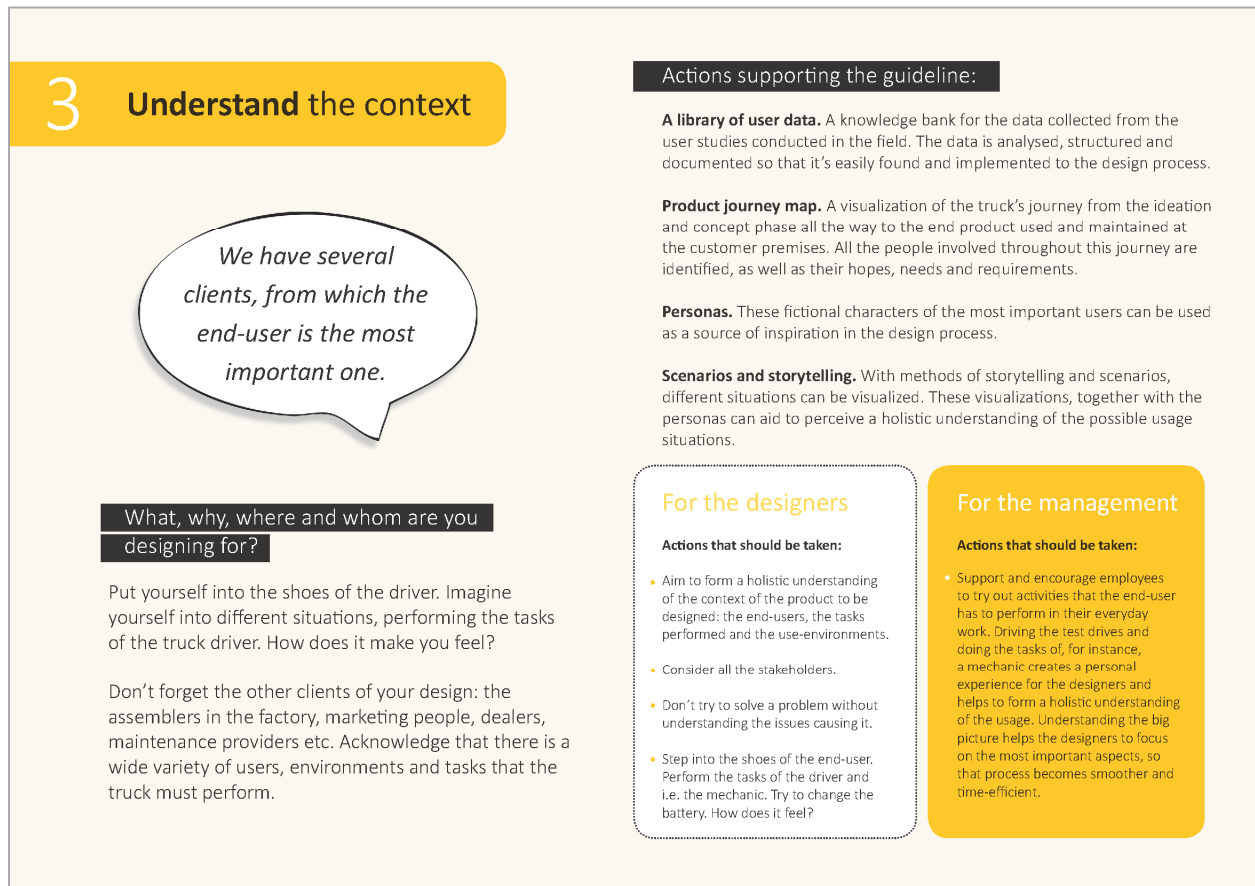 3 Understand the context
We have several
clients, from which the
end-user is the most
important one.
What, why, where and whom are you
designing for?
Put yourself into the shoes of the driver. Imagine
yourself into different situations, performing the tasks
of the truck driver. How does it make you feel?
Don’t forget the other clients of your design: the
assemblers in the factory, marketing people, dealers,
maintenance providers etc. Acknowledge that there is a
wide variety of users, environments and tasks that the
truck must perform.
Actions supporting the guideline:
A library of user data. A knowledge bank for the data collected from the
user studies conducted in the field. The data is analysed, structured and
documented so that it’s easily found and implemented to the design process.
Product journey map. A visualization of the truck’s journey from the ideation
and concept phase all the way to the end product used and maintained at
the customer premises. All the people involved throughout this journey are
identified, as well as their hopes, needs and requirements.
Personas. These fictional characters of the most important users can be used
as a source of inspiration in the design process.
Scenarios and storytelling. With methods of storytelling and scenarios,
different situations can be visualized. These visualizations, together with the
personas can aid to perceive a holistic understanding of the possible usage
situations.
For the designers
Actions that should be taken:
• Aim to form a holistic understanding
of the context of the product to be
designed: the end-users, the tasks
performed and the use-environments.
• Consider all the stakeholders.
• Don’t try to solve a problem without
understanding the issues causing it.
• Step into the shoes of the end-user.
Perform the tasks of the driver and
i.e. the mechanic. Try to change the
battery. How does it feel?
For the management
Actions that should be taken:
• Support and encourage employees
to try out activities that the end-user
has to perform in their everyday
work. Driving the test drives and
doing the tasks of, for instance,
a mechanic creates a personal
experience for the designers and
helps to form a holistic understanding
of the usage. Understanding the big
picture helps the designers to focus
on the most important aspects, so
that process becomes smoother and
time-efficient.